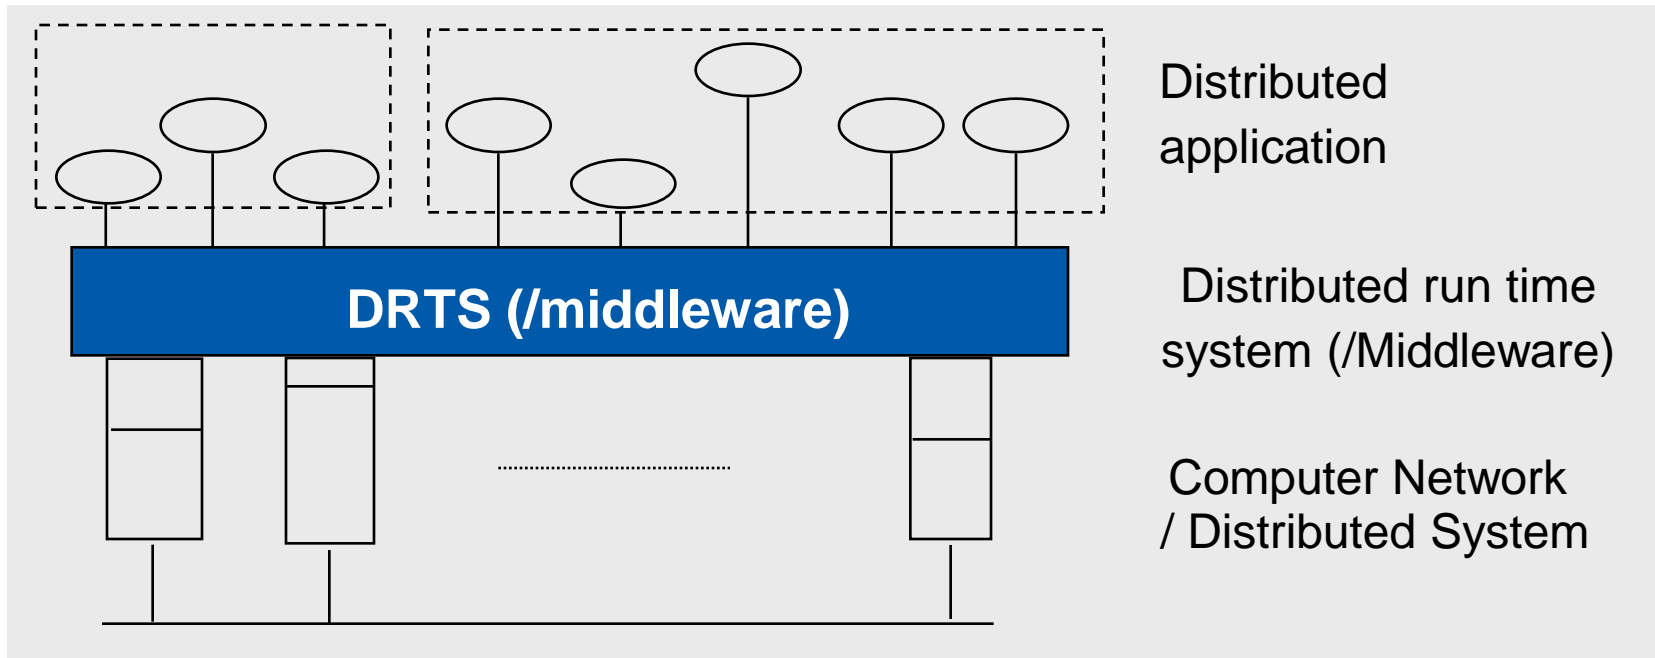 Distributed
application
DRTS (/middleware)
Distributed run time
system (/Middleware)
Computer Network
/ Distributed System